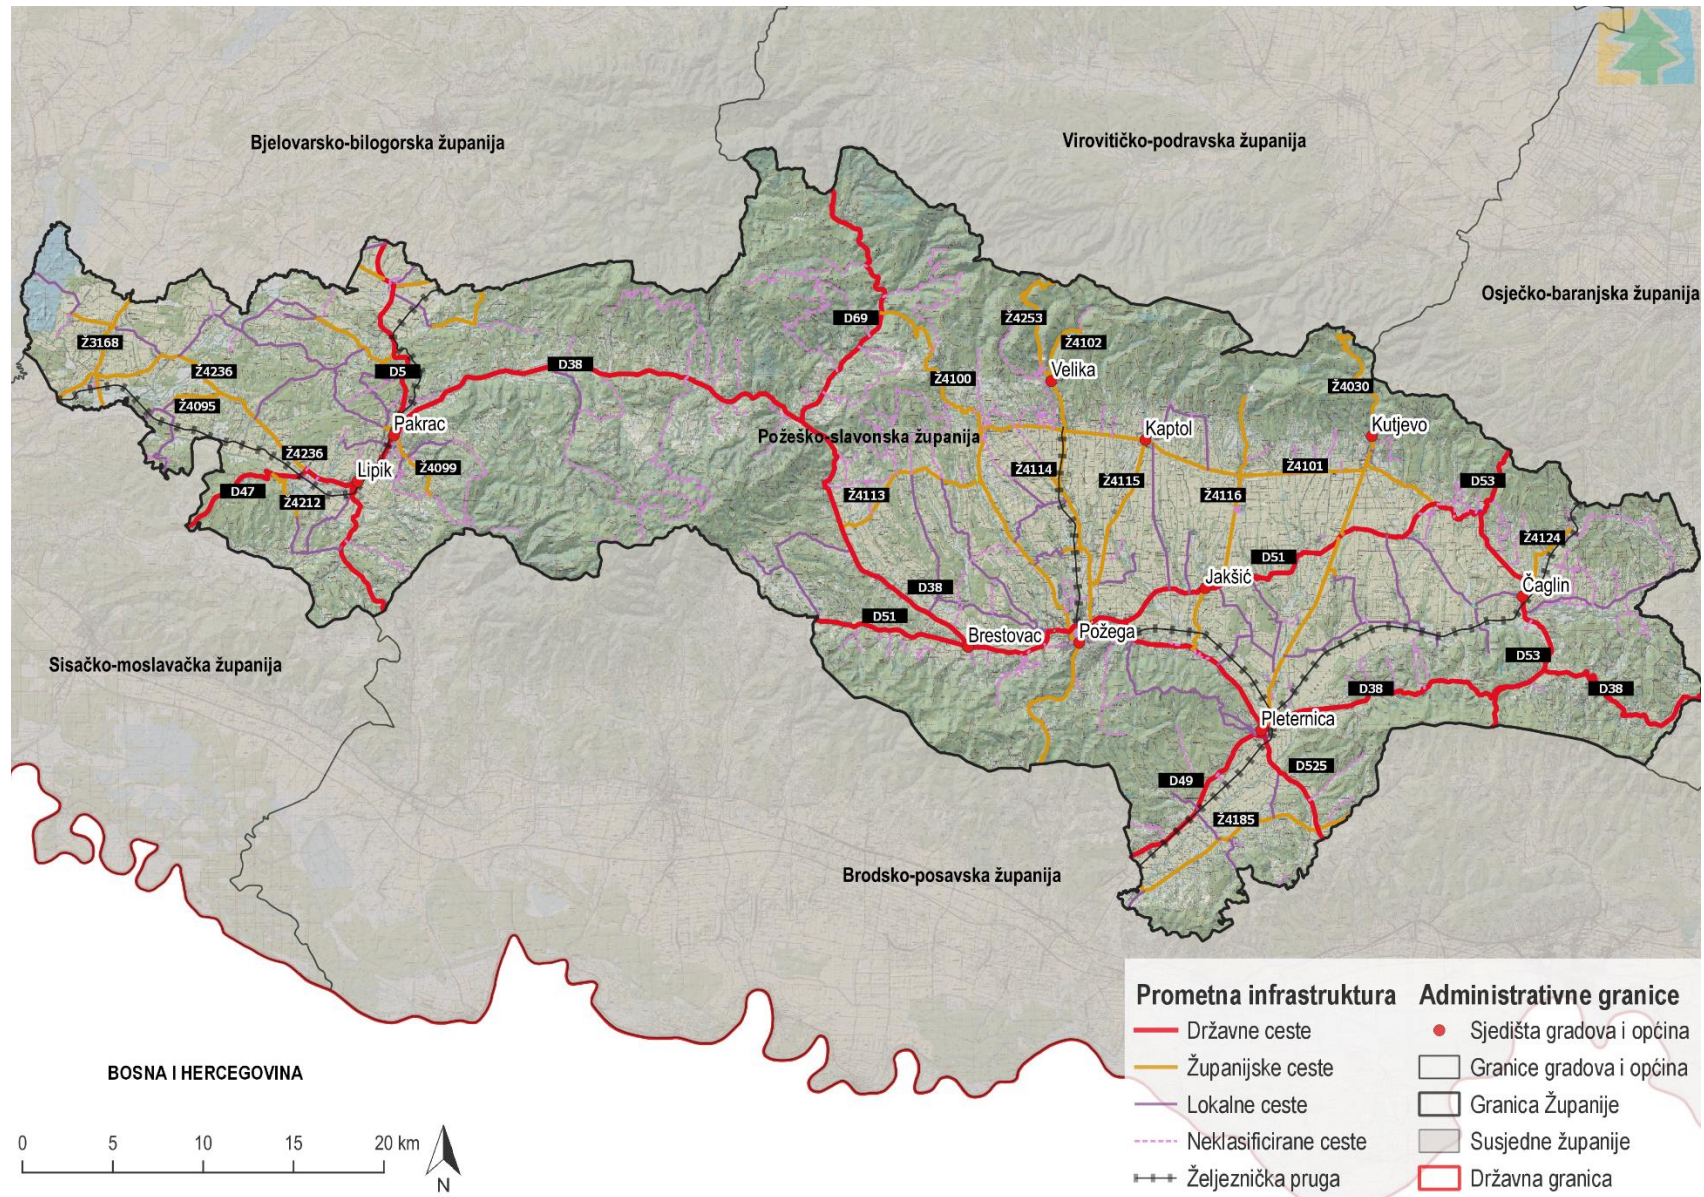 Bjelovarsko-bilogorska županija
Virovitičko-podravska županija
Osječko-baranjska županija
D69
Ž4253
Ž3168
Ž4102
D38
Ž4236
D5
Velika
Ž4100
Ž4030
Ž4095
Pakrac
Kaptol
Kutjevo
Požeško-slavonska županija
Ž4236
Lipik
Ž4099
Ž4114
Ž4101
Ž4115
D53
D47
Ž4212
Ž4113
Ž4116
Ž4124
D51
Jakšić
Čaglin
D38
D51
Brestovac
Požega
Sisačko-moslavačka županija
D53
D38
D38
Pleternica
D49
D525
Ž4185
Brodsko-posavska županija
BOSNA I HERCEGOVINA
0 5 10 15 20 km
N
Prometna infrastruktura
Državne ceste
Županijske ceste
Lokalne ceste
Neklasificirane ceste
Željeznička pruga
Administrativne granice
Sjedišta gradova i općina
Granice gradova i općina
Granica Županije
Susjedne županije
Državna granica